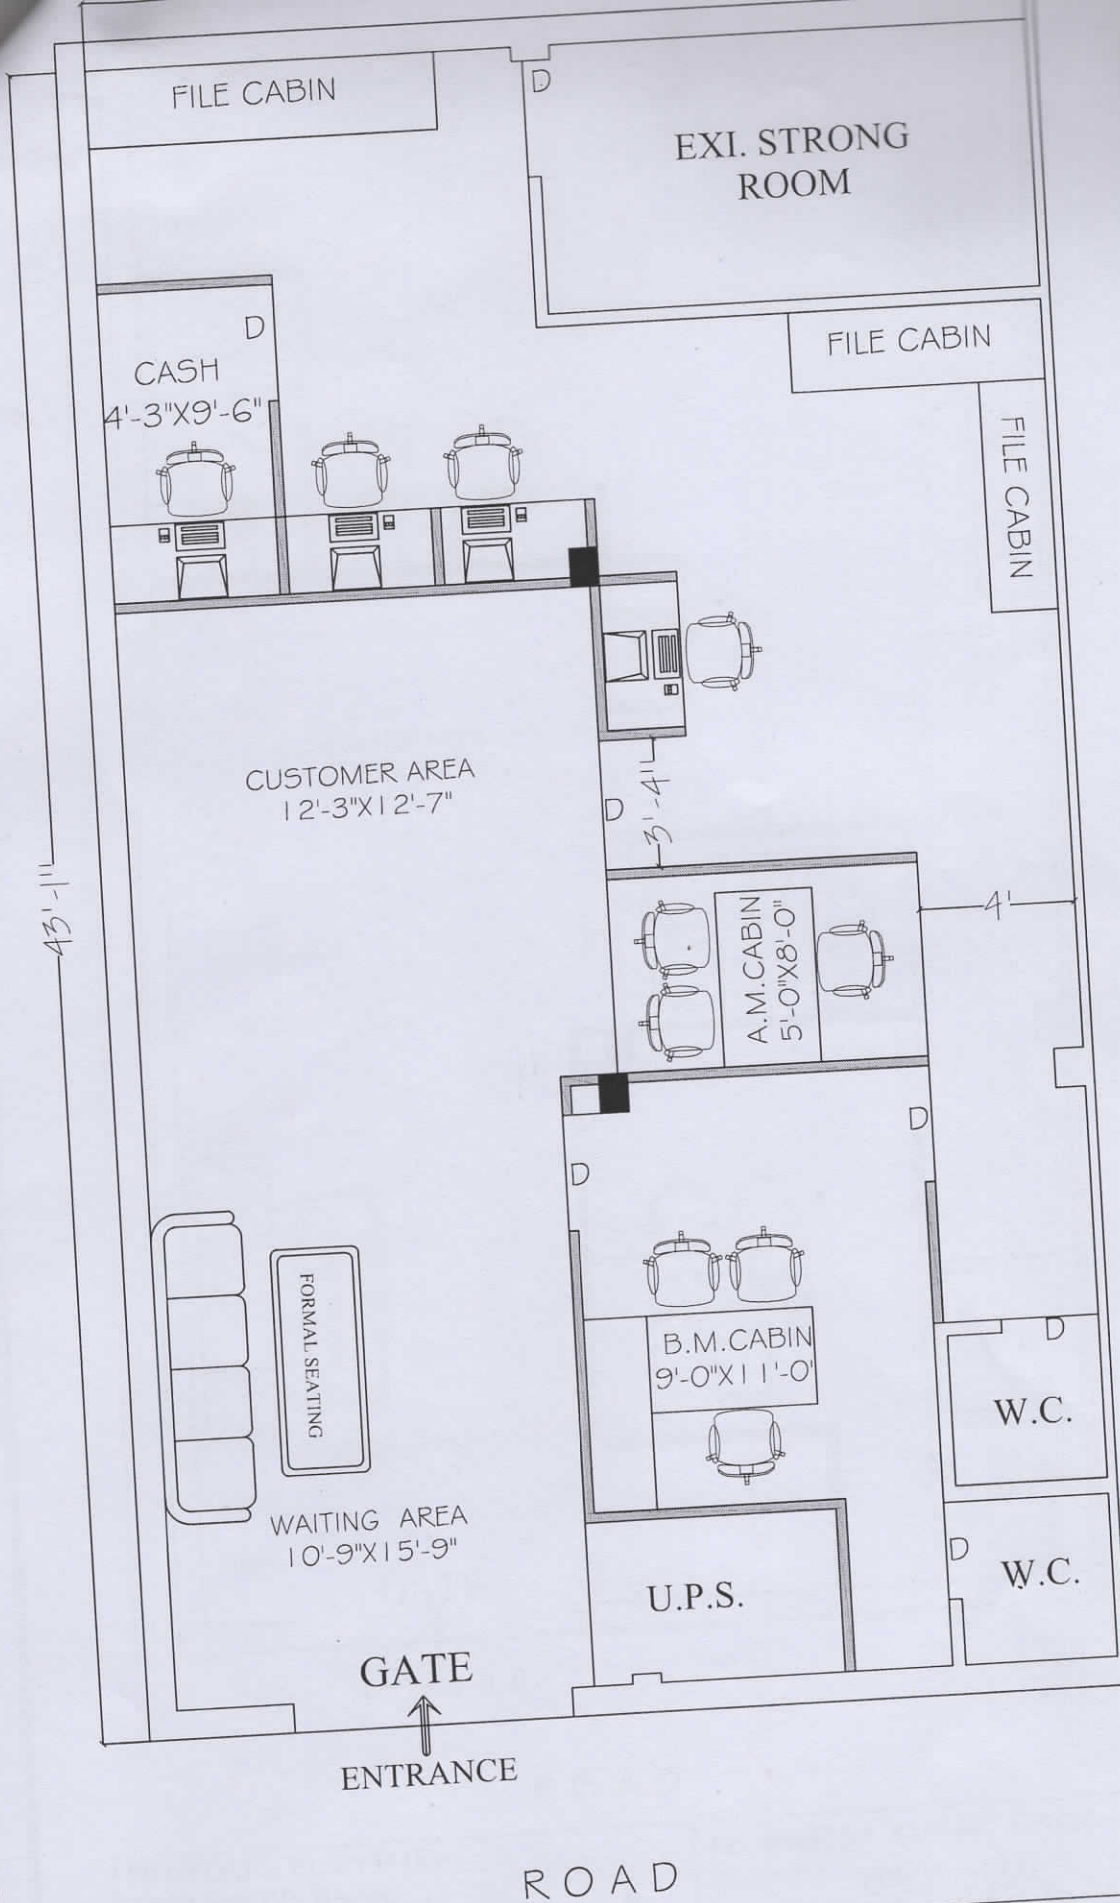 FILE CABIN
D
EXI. STRONG
ROOM
D
CASH
4'-3"X9'-6"
FILE CABIN
FILE CABIN
CUSTOMER AREA
12'-3"X12'-7"
D
3'-4"
43'-1"
A.M.CABIN
5'-0"X8'-0"
4'
D
D
FORMAL SEATING
B.M.CABIN
9'-0"X11'-0'
D
W.C.
WAITING AREA
10'-9"X15'-9"
D
W.C.
U.P.S.
GATE
ENTRANCE
ROAD